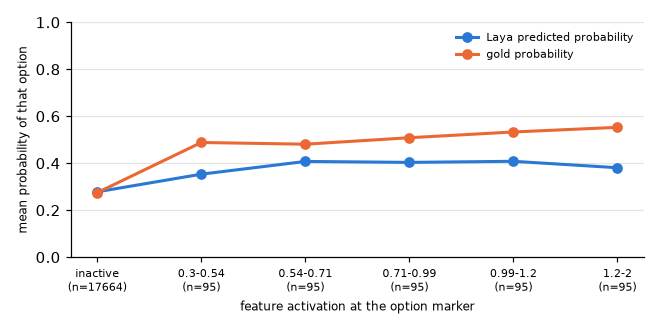 Laya predicted probability
gold probability
mean probability of that option
1.0
0.8
0.6
0.4
0.2
0.0
inactive 0.3-0.54 0.54-0.71 0.71-0.99 0.99-1.2 1.2-2
(n=17664) (n=95) (n=95) (n=95) (n=95) (n=95)
feature activation at the option marker